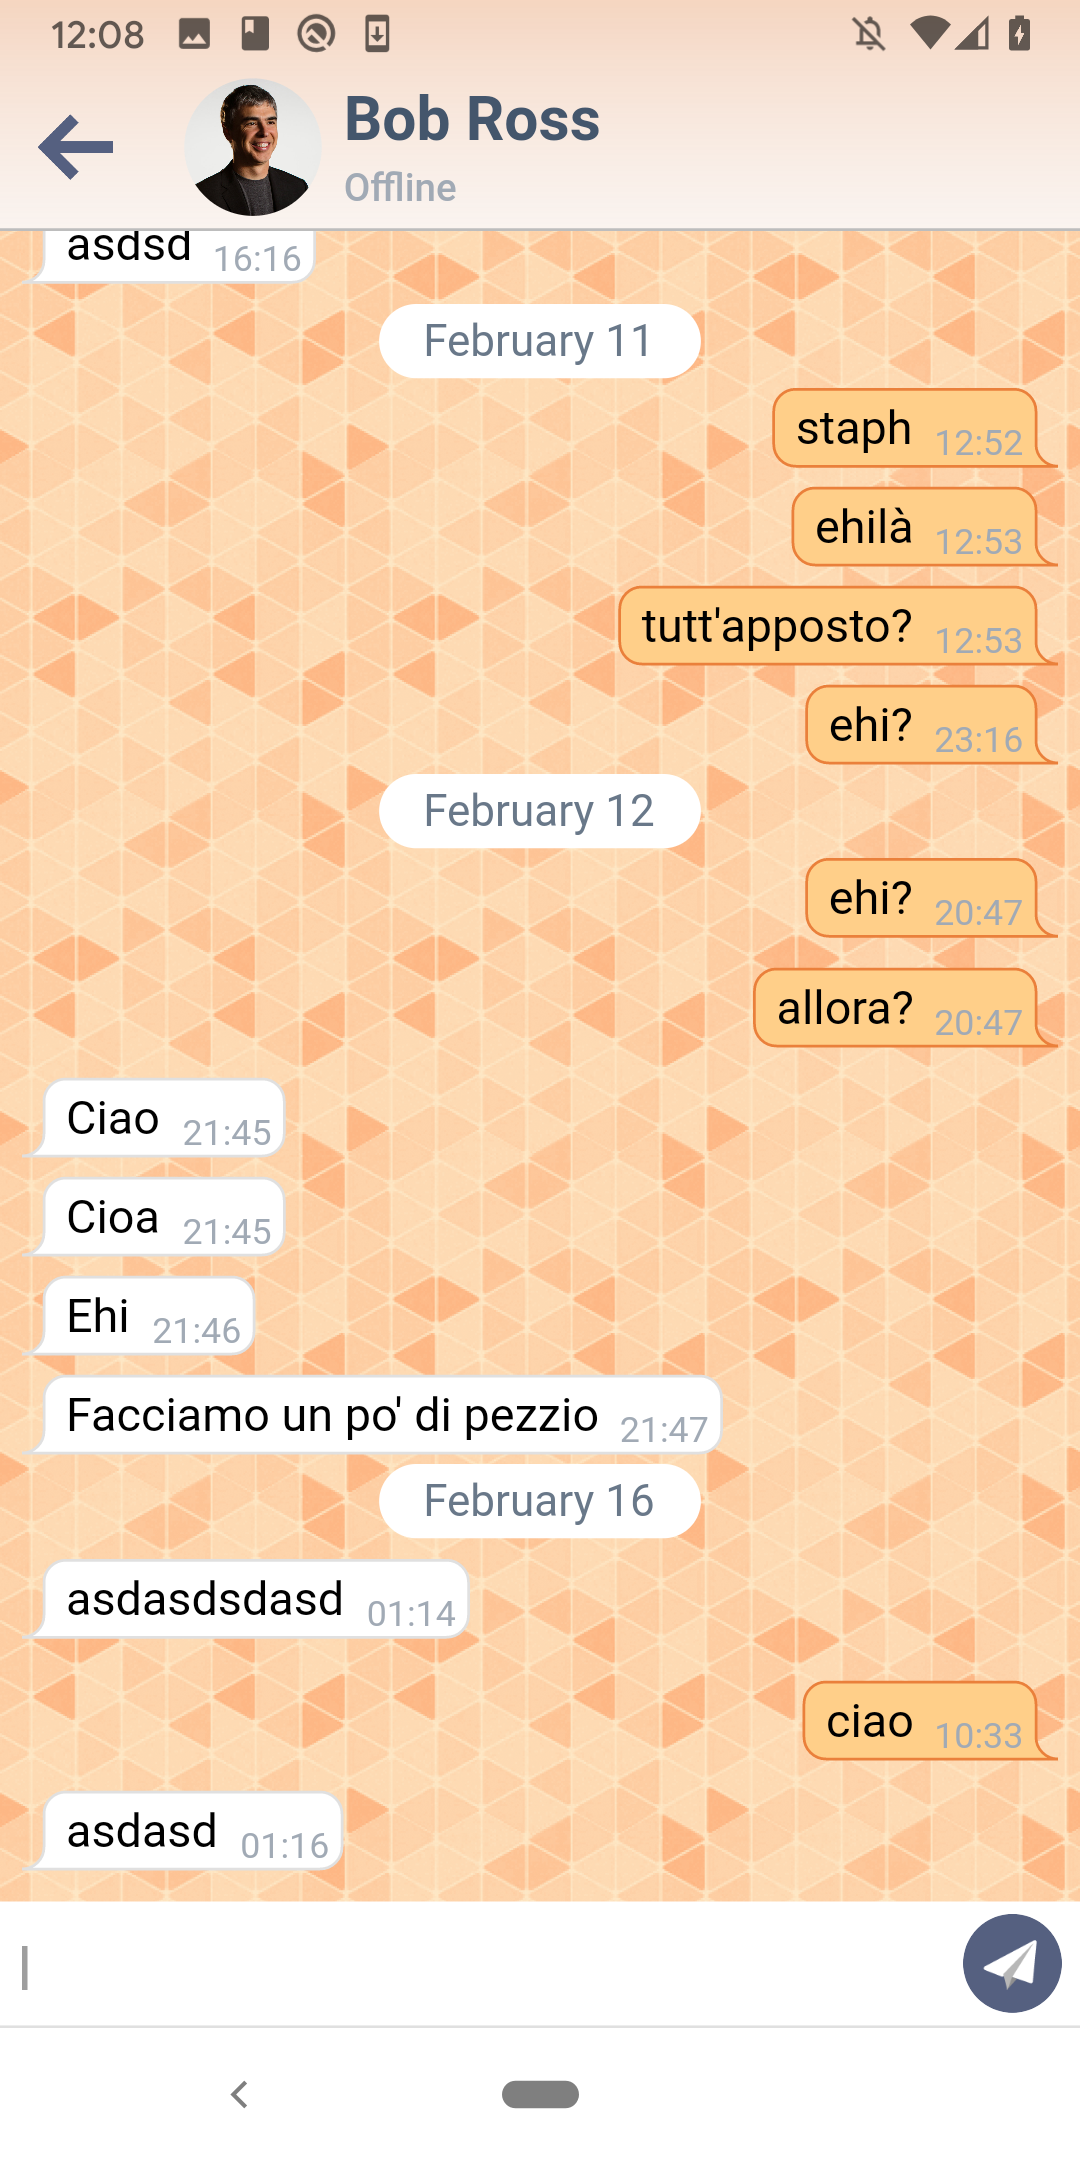 12:08
Bob Ross
Offline
asdsd 16:16
February 11
staph 12:52
ehilà 12:53
tutt'apposto? 12:53
ehi? 23:16
February 12
ehi? 20:47
allora? 20:47
Ciao 21:45
Cioa 21:45
Ehi 21:46
Facciamo un po' di pezzio 21:47
February 16
asdasdsdasd 01:14
ciao 10:33
asdasd 01:16